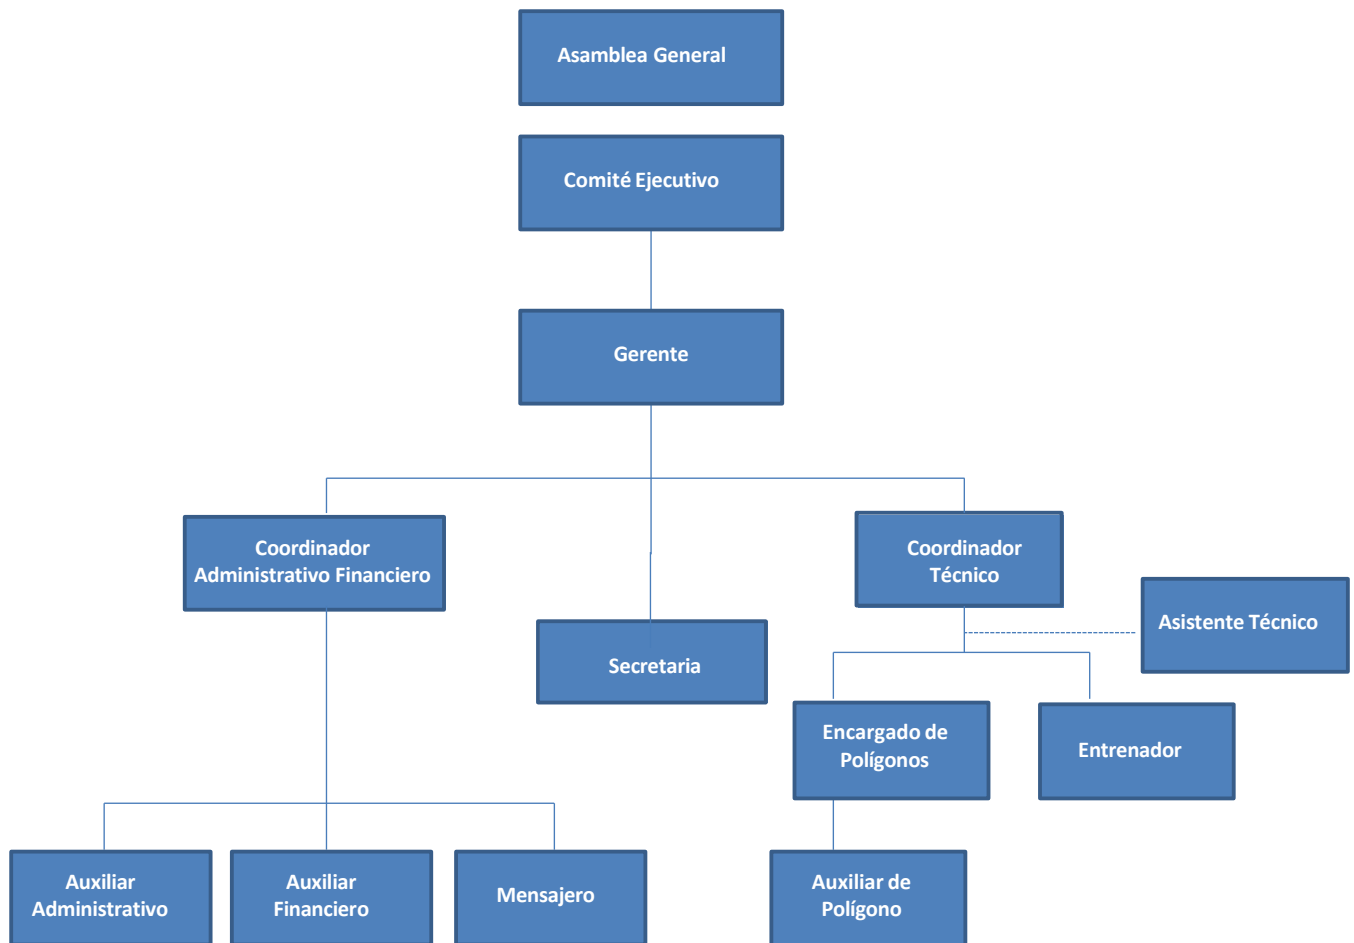 Asamblea General
Comité Ejecutivo
Gerente
Coordinador
Administrativo Financiero
Coordinador
Técnico
Asistente Técnico
Secretaria
Encargado de
Polígonos
Entrenador
Auxiliar
Administrativo
Auxiliar
Financiero
Mensajero
Auxiliar de
Polígono